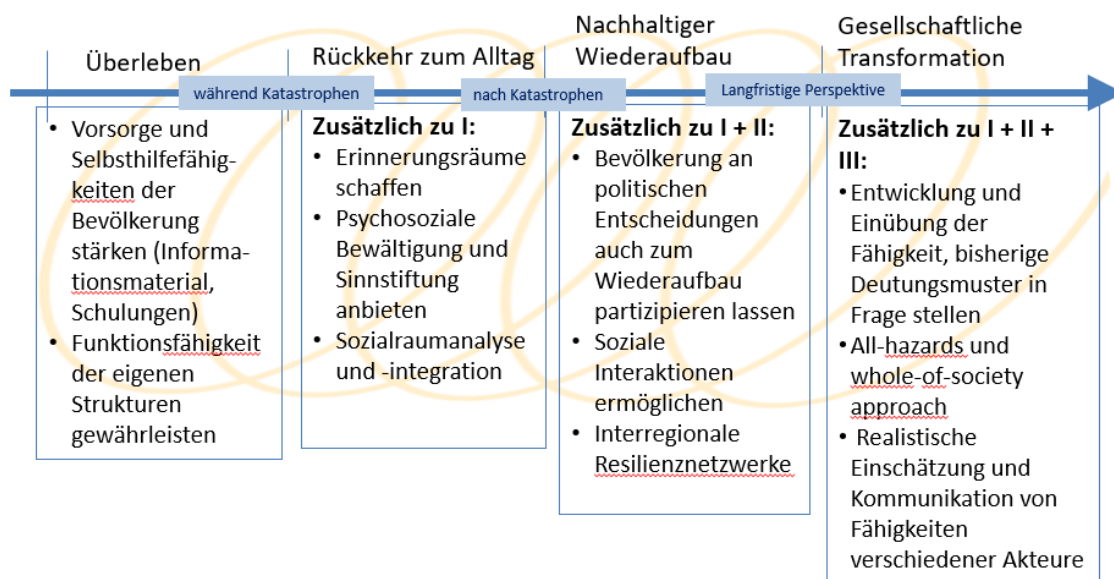 Überleben
Rückkehr zum Alltag
Nachhaltiger
Wiederaufbau
Gesellschaftliche
Transformation
während Katastrophen
nach Katastrophen
Langfristige Perspektive
• Vorsorge und
Selbsthilfefähig-
keiten der
Bevölkerung
stärken (Informa-
tionsmaterial,
Schulungen)
• Funktionsfähigkeit
der eigenen
Strukturen
gewährleisten
Zusätzlich zu I:
• Erinnerungsräume
schaffen
• Psychosoziale
Bewältigung und
Sinnstiftung
anbieten
• Sozialraumanalyse
und -integration
Zusätzlich zu I + II:
• Bevölkerung an
politischen
Entscheidungen
auch zum
Wiederaufbau
partizipieren lassen
• Soziale
Interaktionen
ermöglichen
• Interregionale
Resilienznetzwerke
Zusätzlich zu I + II +
III:
• Entwicklung und
Einübung der
Fähigkeit, bisherige
Deutungsmuster in
Frage stellen
• All-hazards und
whole-of-society
approach
• Realistische
Einschätzung und
Kommunikation von
Fähigkeiten
verschiedener Akteure